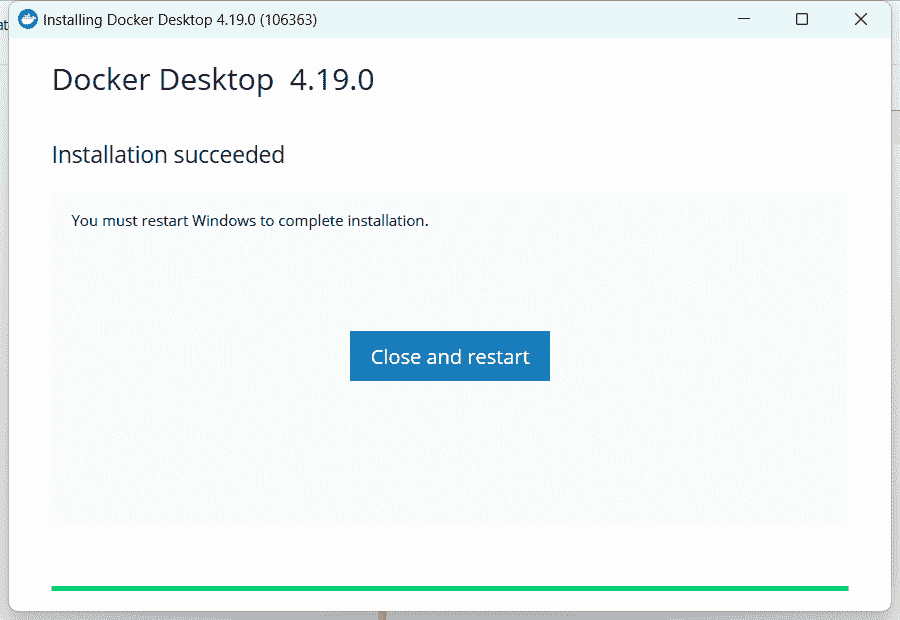 Installing Docker Desktop 4.19.0 (106363)
Docker Desktop 4.19.0
Installation succeeded
You must restart Windows to complete installation.
Close and restart